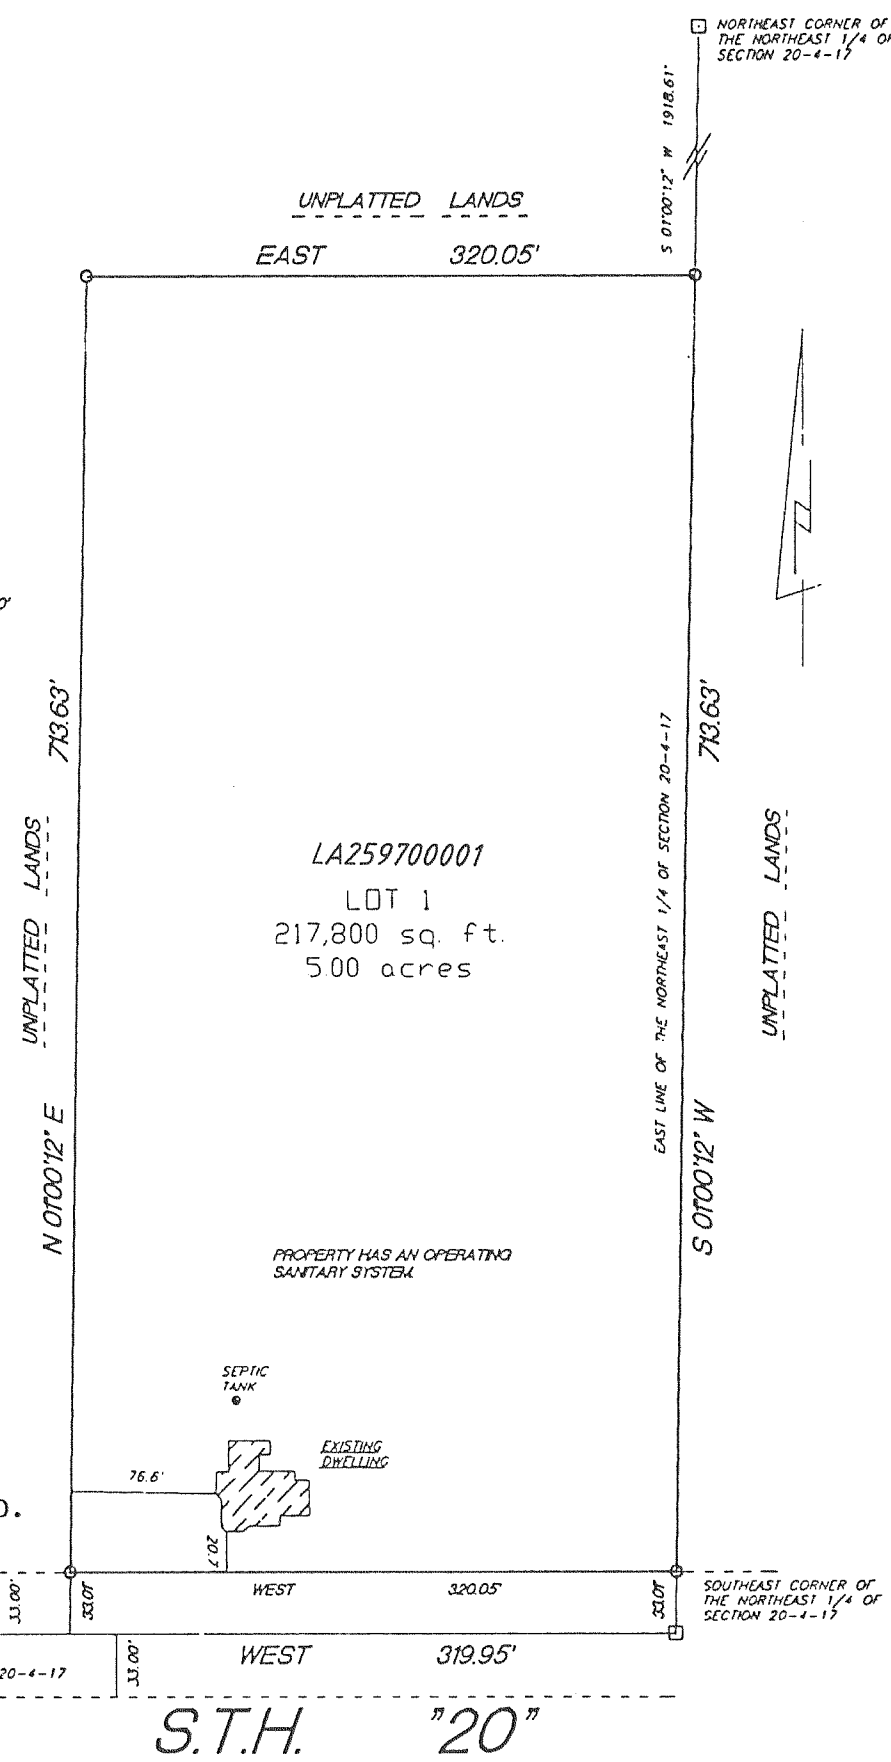 NORTHEAST CORNER OF
THE NORTHEAST 1/4 OF
SECTION 20-4-17
S 01°00'12" W 1918.61'
UNPLATTED LANDS
EAST 320.05'
713.63'
713.63'
EAST LINE OF THE NORTHEAST 1/4 OF SECTION 20-4-17
UNPLATTED LANDS
UNPLATTED LANDS
LA259700001
LOT 1
217,800 sq. ft.
5.00 acres
N 01°00'12" E
S 01°00'12" W
PROPERTY HAS AN OPERATING
SANITARY SYSTEM.
SEPTIC
TANK
EXISTING
DWELLING
76.6'
20.7'
33.00'
33.01'
WEST 320.05'
33.01'
SOUTHEAST CORNER OF
THE NORTHEAST 1/4 OF
SECTION 20-4-17
WEST 319.95'
33.00'
20-4-17
S.T.H. "20"